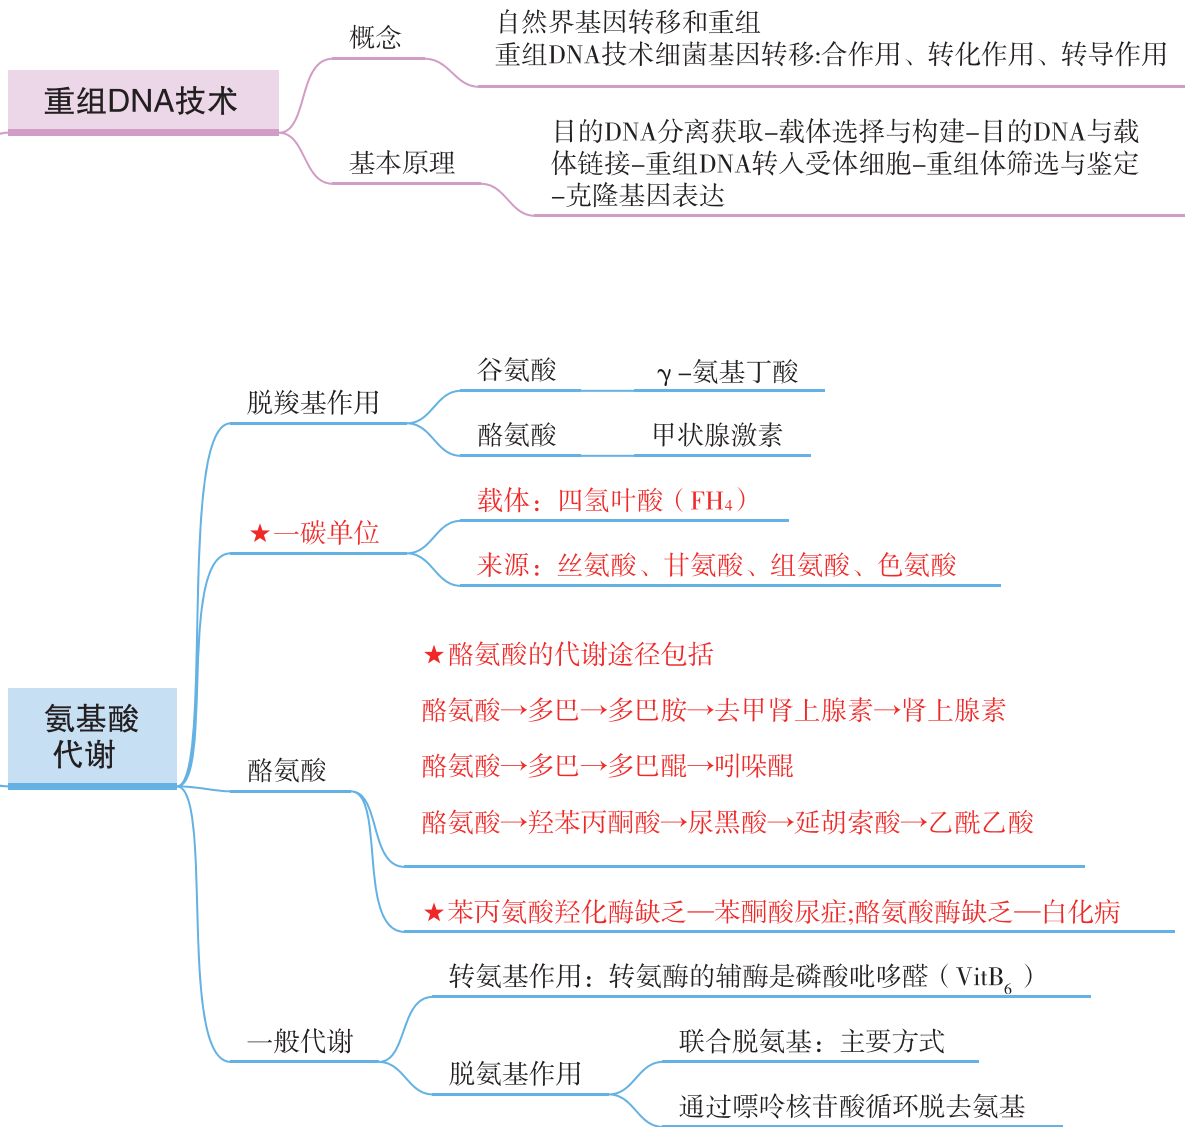 概念
自然界基因转移和重组
重组DNA技术细菌基因转移:合作用、转化作用、转导作用
重组DNA技术
基本原理
目的DNA分离获取–载体选择与构建–目的DNA与载
体链接–重组DNA转入受体细胞–重组体筛选与鉴定
–克隆基因表达
脱羧基作用
谷氨酸
γ–氨基丁酸
酪氨酸
甲状腺激素
★一碳单位
载体：四氢叶酸（FH₄）
来源：丝氨酸、甘氨酸、组氨酸、色氨酸
氨基酸
代谢
酪氨酸
★酪氨酸的代谢途径包括
酪氨酸→多巴→多巴胺→去甲肾上腺素→肾上腺素
酪氨酸→多巴→多巴醌→吲哚醌
酪氨酸→羟苯丙酮酸→尿黑酸→延胡索酸→乙酰乙酸
★苯丙氨酸羟化酶缺乏—苯酮酸尿症;酪氨酸酶缺乏—白化病
一般代谢
转氨基作用：转氨酶的辅酶是磷酸吡哆醛（VitB₆）
脱氨基作用
联合脱氨基：主要方式
通过嘌呤核苷酸循环脱去氨基